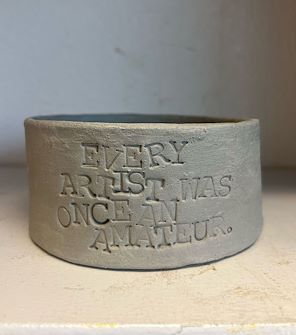 EVERY
ARTIST WAS
ONCE AN
AMATEUR.